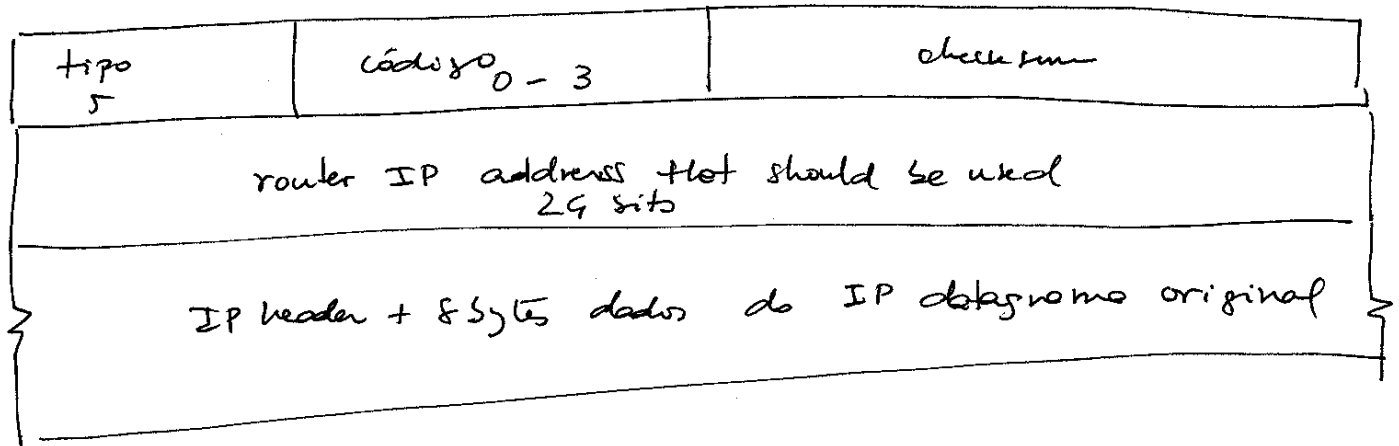 tipo código checksum
5 0 - 3
router IP address that should be used
24 bits
IP header + 8 bytes dados do IP datagrama original